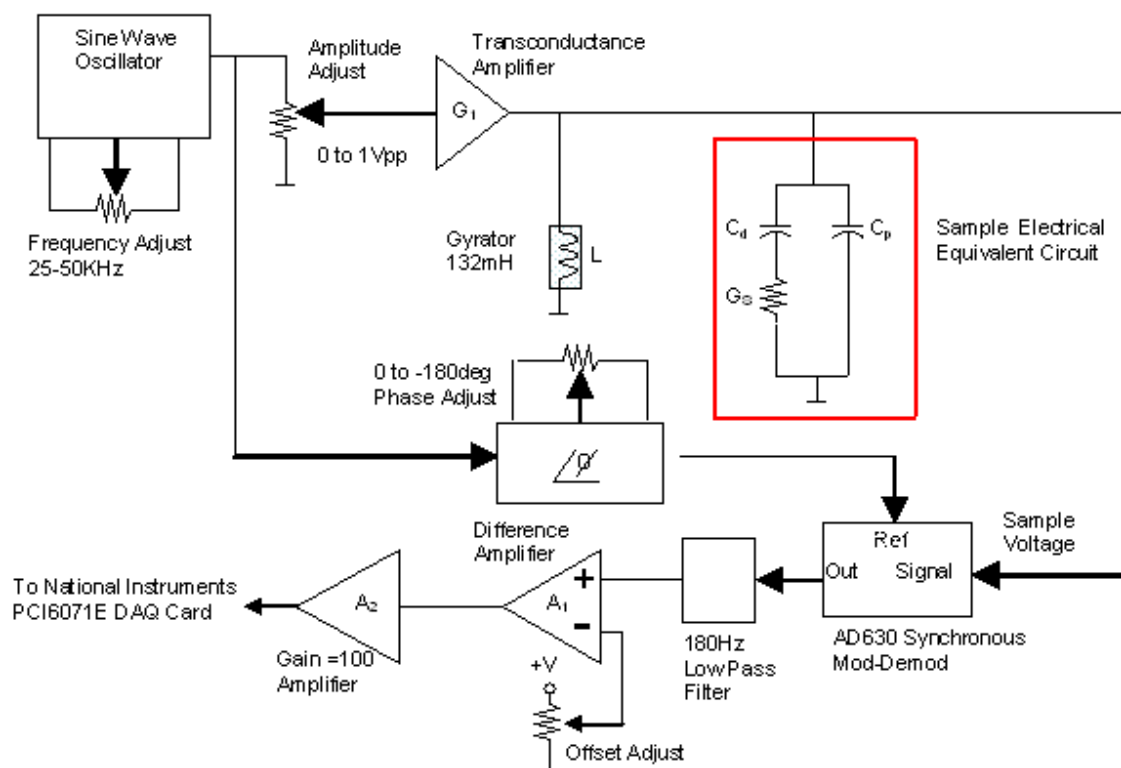 Sine Wave
Oscillator
Amplitude
Adjust
Transconductance
Amplifier
G1
0 to 1Vpp
Frequency Adjust
25-50KHz
Gyrator
132mH
L
Cd
Cp
Gs
Sample Electrical
Equivalent Circuit
0 to -180deg
Phase Adjust
Ø
Difference
Amplifier
Sample
Voltage
Ref
Out
Signal
To National Instruments
PCI6071E DAQ Card
A2
A1
+
-
Gain =100
Amplifier
+V
180Hz
Low Pass
Filter
AD630 Synchronous
Mod-Demod
Offset Adjust